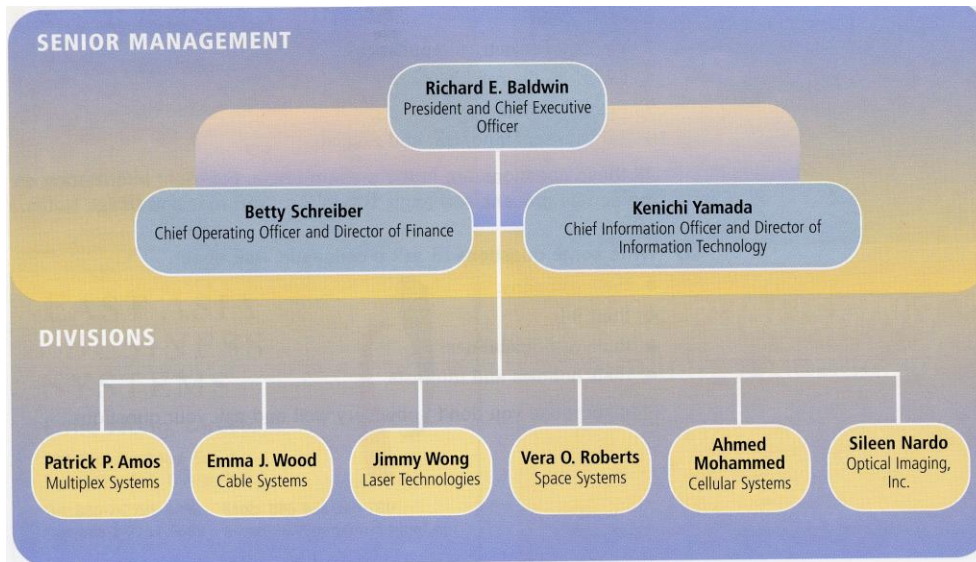 SENIOR MANAGEMENT
Richard E. Baldwin
President and Chief Executive
Officer
Betty Schreiber
Chief Operating Officer and Director of Finance
Kenichi Yamada
Chief Information Officer and Director of
Information Technology
DIVISIONS
Patrick P. Amos
Multiplex Systems
Emma J. Wood
Cable Systems
Jimmy Wong
Laser Technologies
Vera O. Roberts
Space Systems
Ahmed
Mohammed
Cellular Systems
Sileen Nardo
Optical Imaging,
Inc.